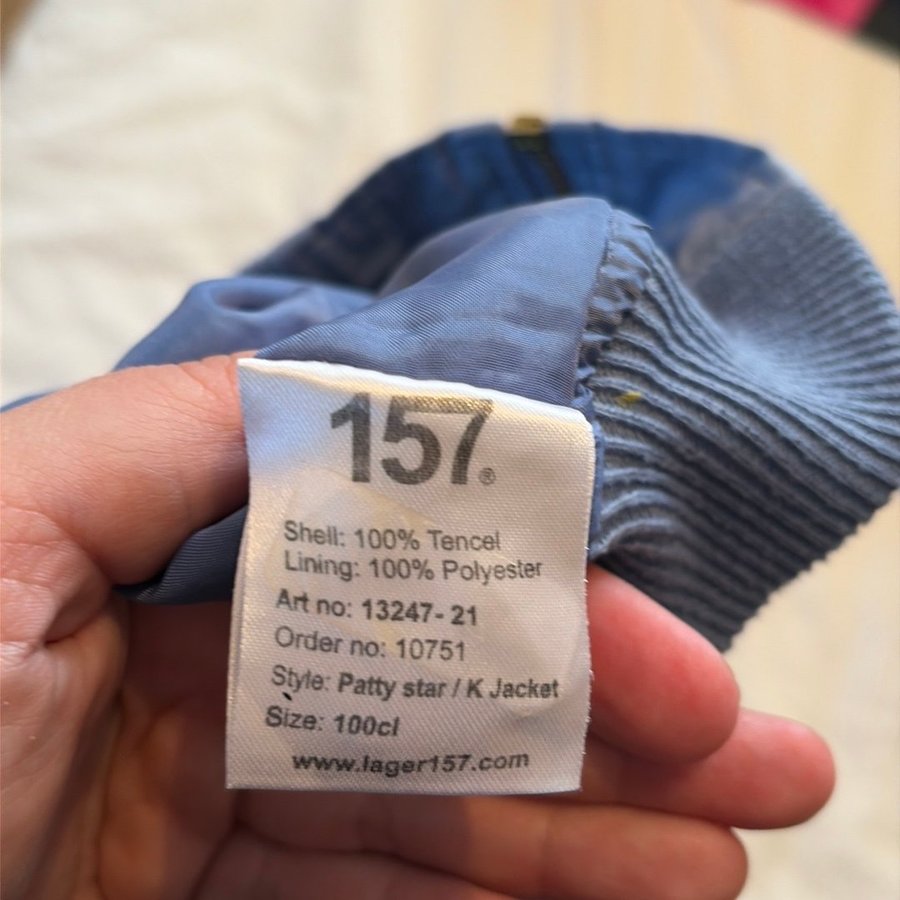 157®
Shell: 100% Tencel
Lining: 100% Polyester
Art no: 13247-21
Order no: 10751
Style: Patty star / K Jacket
Size: 100cl
www.lager157.com